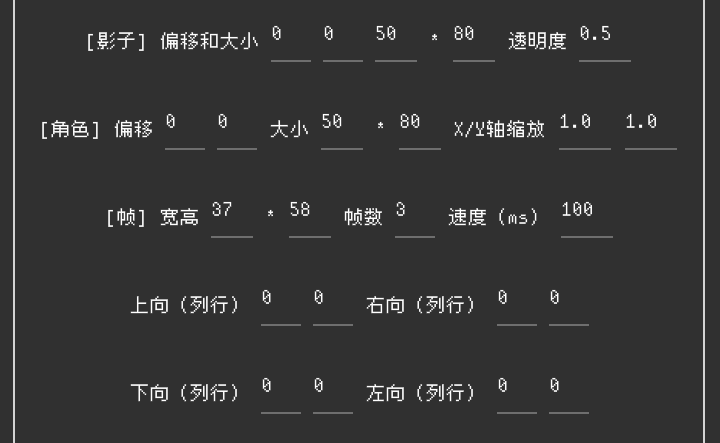 [影子] 偏移和大小 0 0 50 * 80 透明度 0.5
[角色] 偏移 0 0 大小 50 * 80 X/Y轴缩放 1.0 1.0
[帧] 宽高 37 * 58 帧数 3 速度 (ms) 100
上向 (列行) 0 0 右向 (列行) 0 0
下向 (列行) 0 0 左向 (列行) 0 0